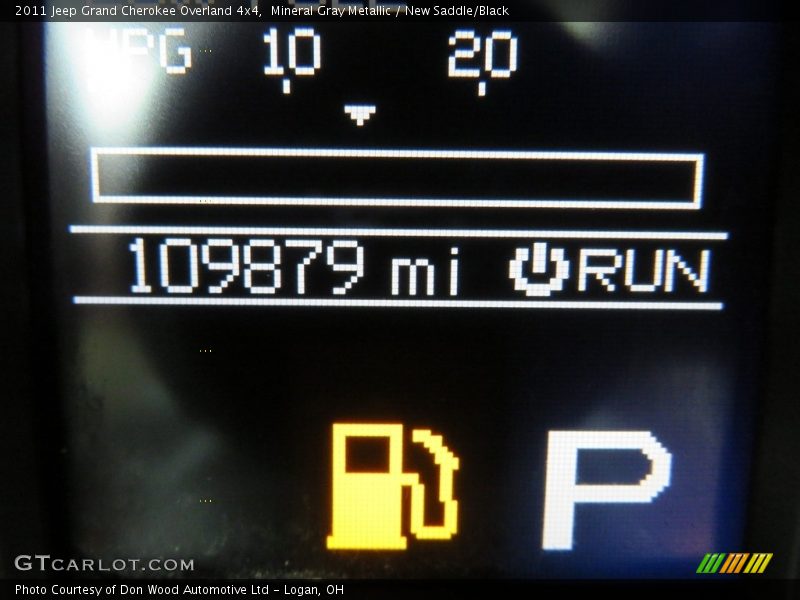 2011 Jeep Grand Cherokee Overland 4x4, Mineral Gray Metallic / New Saddle/Black
MPG 10 20
109879 mi RUN
P
GTCARLOT.COM
Photo Courtesy of Don Wood Automotive Ltd - Logan, OH